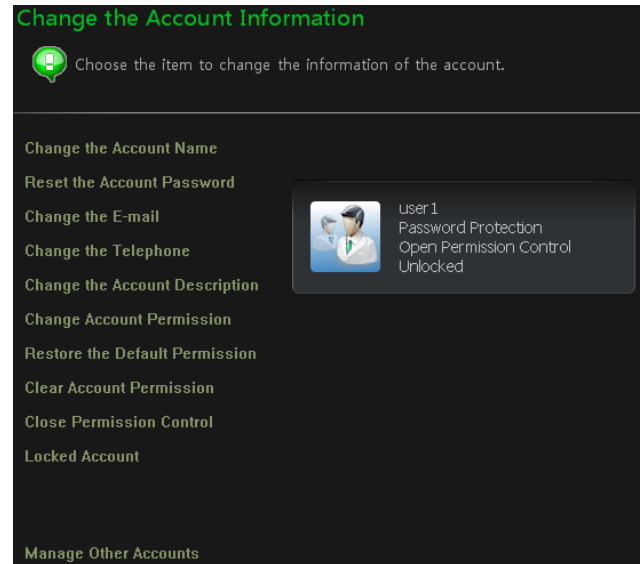 Change the Account Information
Choose the item to change the information of the account.
Change the Account Name
Reset the Account Password
Change the E-mail
Change the Telephone
Change the Account Description
Change Account Permission
Restore the Default Permission
Clear Account Permission
Close Permission Control
Locked Account
Manage Other Accounts
user1
Password Protection
Open Permission Control
Unlocked